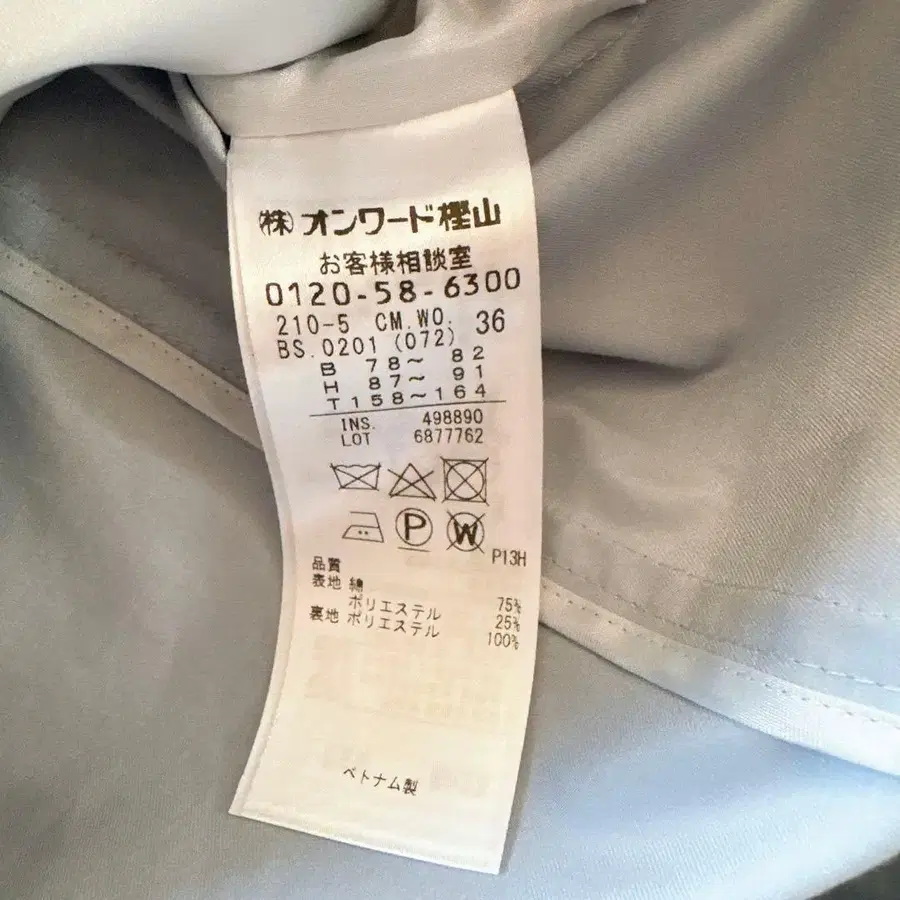 ㈱オンワード樫山
お客様相談室
0120-58-6300
210-5 CM.WO. 36
BS.0201 (072)
B 78～ 82
H 87～ 91
T 158～164
INS. 498890
LOT 6877762
P
W
P13H
品質
表地 綿 75%
ポリエステル 25%
裏地 ポリエステル 100%
ベトナム製